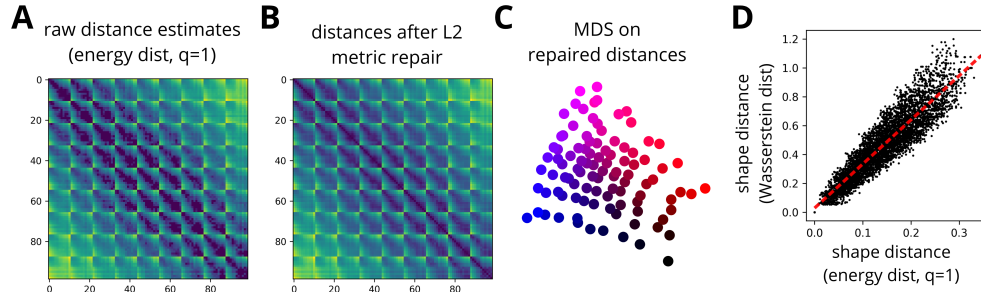 A
raw distance estimates
(energy dist, q=1)
0
20
40
60
80
0
20
40
60
80
B
distances after L2
metric repair
0
20
40
60
80
0
20
40
60
80
C
MDS on
repaired distances
D
shape distance
(Wasserstein dist)
1.2
1.0
0.8
0.6
0.4
0.2
0.0
0.0
0.1
0.2
0.3
shape distance
(energy dist, q=1)